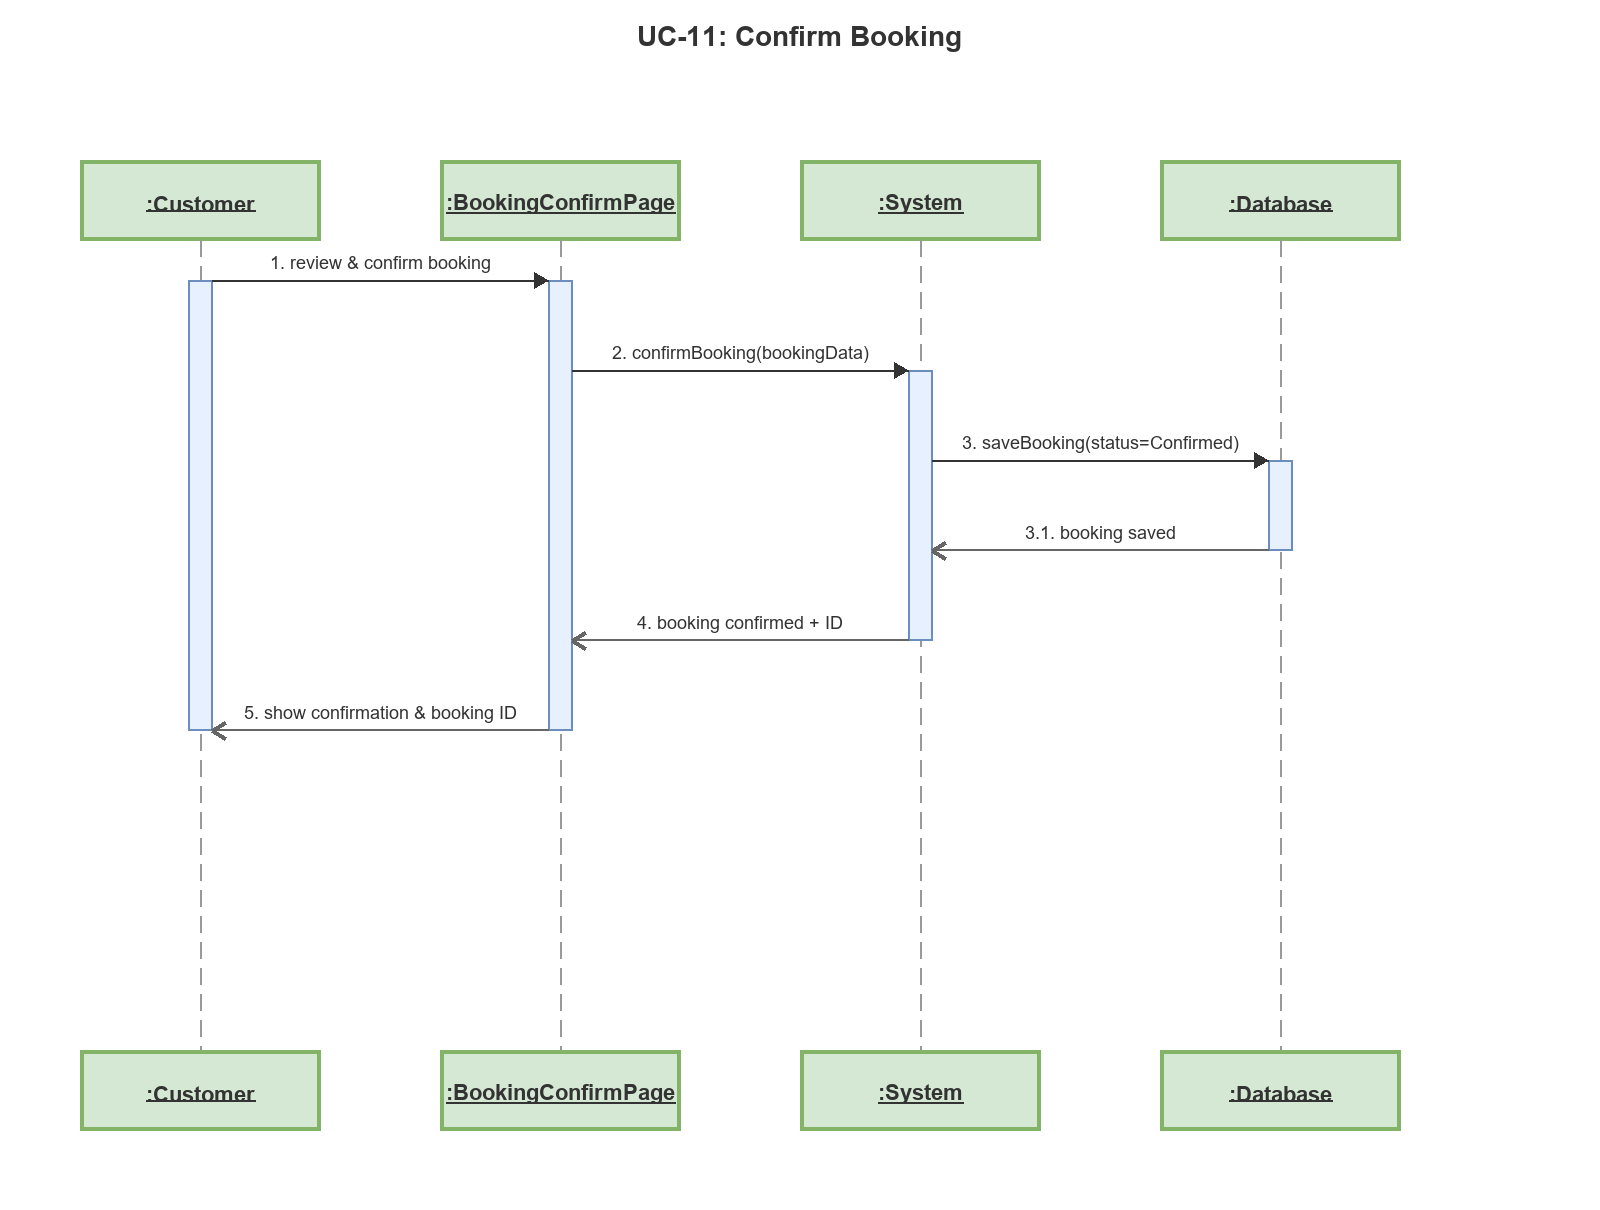 UC-11: Confirm Booking
:Customer
:BookingConfirmPage
:System
:Database
1. review & confirm booking
2. confirmBooking(bookingData)
3. saveBooking(status=Confirmed)
3.1. booking saved
4. booking confirmed + ID
5. show confirmation & booking ID
:Customer
:BookingConfirmPage
:System
:Database